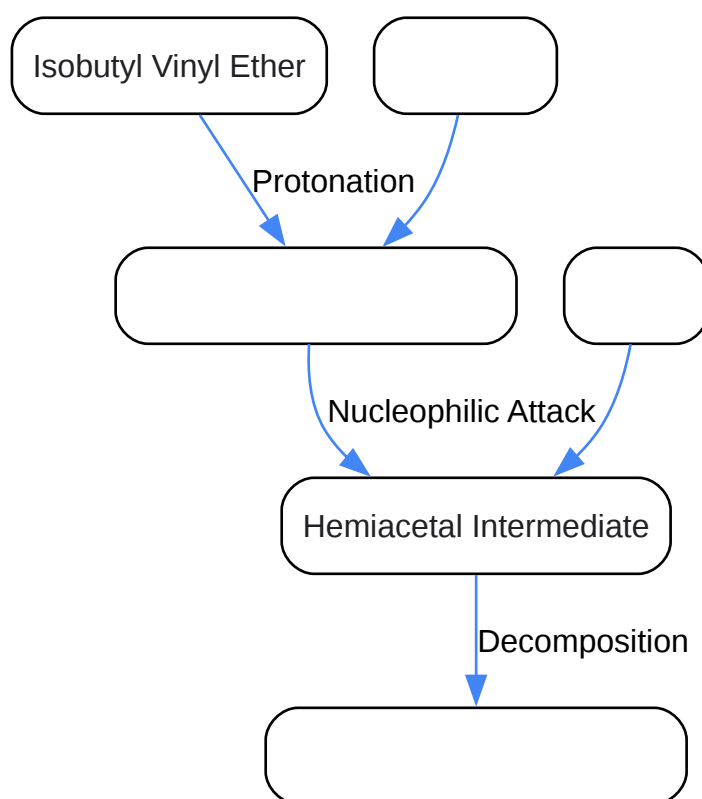 Isobutyl Vinyl Ether
Protonation
Nucleophilic Attack
Hemiacetal Intermediate
Decomposition